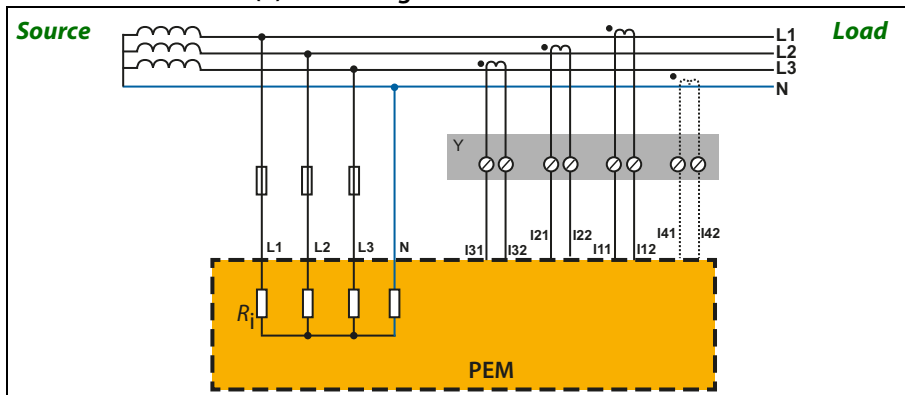 Source
Load
L1
L2
L3
N
Y
L1 L2 L3 N I31 I32 I21 I22 I11 I12 I41 I42
Ri
PEM